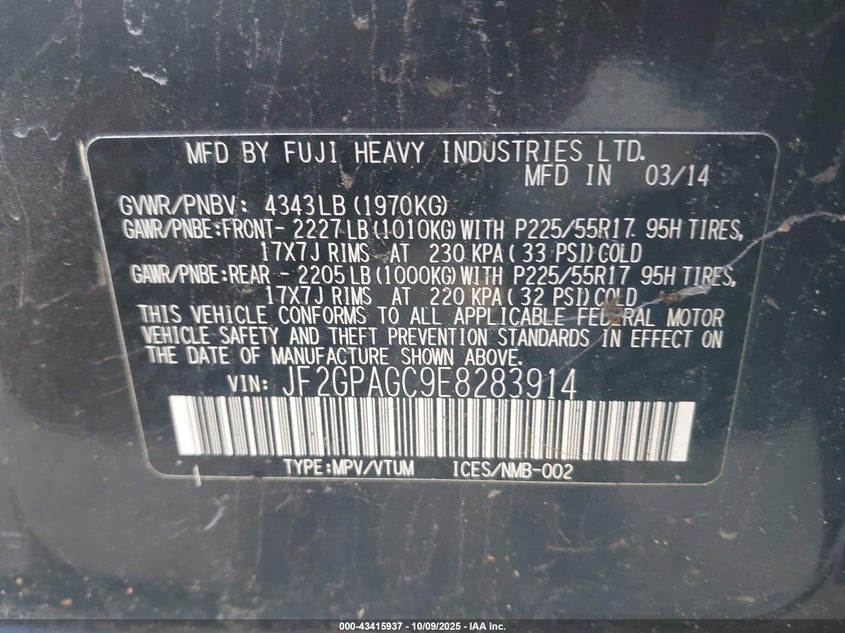 MFD BY FUJI HEAVY INDUSTRIES LTD.
MFD IN 03/14
GVWR/PNBV: 4343LB (1970KG)
GAWR/PNBE:FRONT- 2227LB (1010KG) WITH P225/55R17 95H TIRES,
17X7J RIMS AT 230 KPA ( 33 PSI) COLD
GAWR/PNBE:REAR - 2205LB (1000KG) WITH P225/55R17 95H TIRES,
17X7J RIMS AT 220 KPA ( 32 PSI) COLD
THIS VEHICLE CONFORMS TO ALL APPLICABLE FEDERAL MOTOR
VEHICLE SAFETY AND THEFT PREVENTION STANDARDS IN EFFECT ON
THE DATE OF MANUFACTURE SHOWN ABOVE.
VIN: JF2GPAGC9E8283914
TYPE:MPV/VTUM ICES/NMB-002
000-43415937 - 10/09/2025 - IAA Inc.